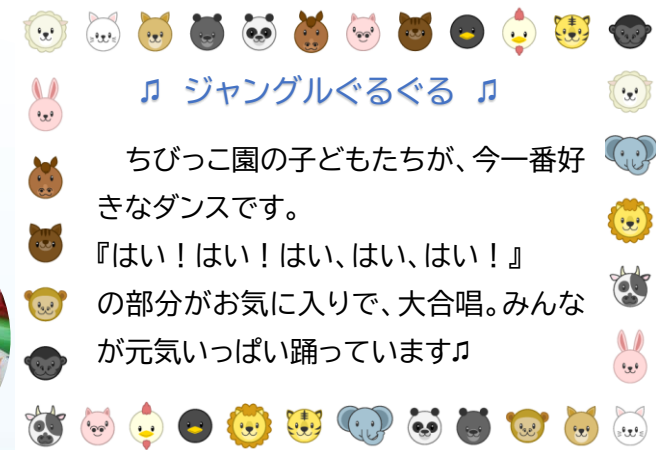 ♫ ジャングルぐるぐる ♫
　ちびっこ園の子どもたちが、今一番好
きなダンスです。
『はい！はい！はい、はい、はい！』
の部分がお気に入りで、大合唱。みんな
が元気いっぱい踊っています♫